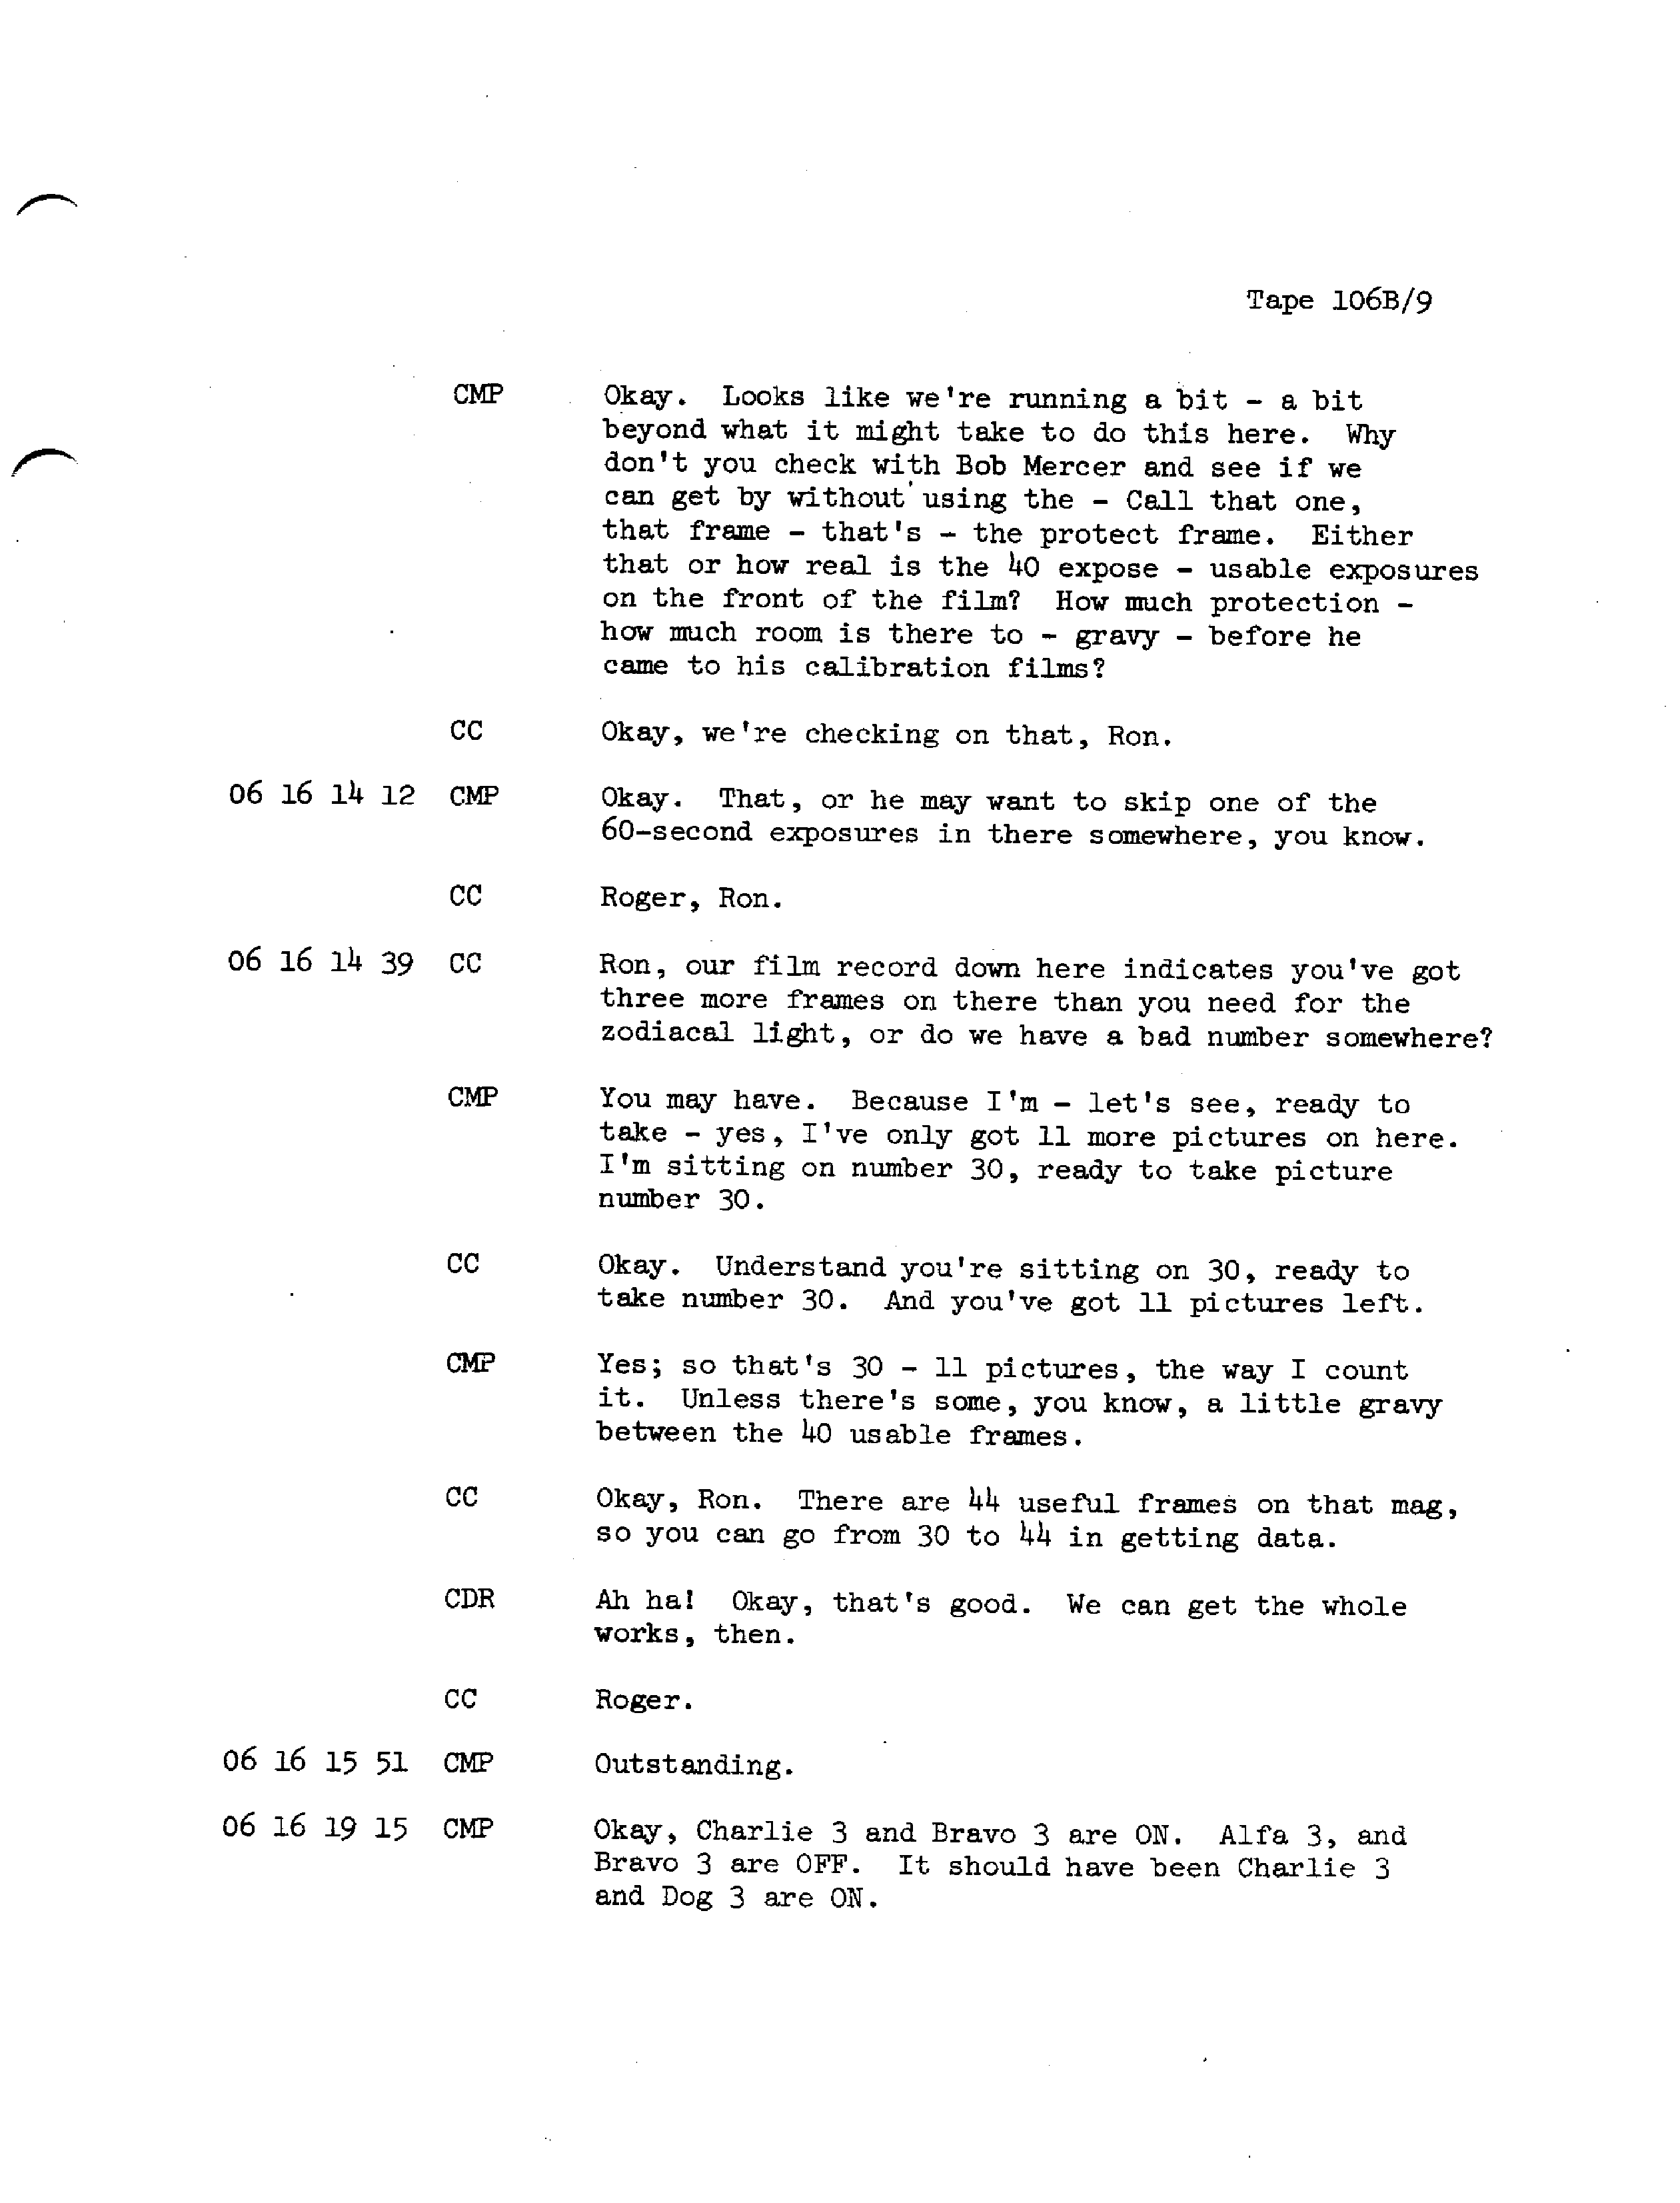 Tape 106B/9
CMP Okay. Looks like we're running a bit - a bit
beyond what it might take to do this here. Why
don't you check with Bob Mercer and see if we
can get by without using the - Call that one,
that frame - that's - the protect frame. Either
that or how real is the 40 expose - usable exposures
on the front of the film? How much protection -
how much room is there to - gravy - before he
came to his calibration films?
CC Okay, we're checking on that, Ron.
06 16 14 12 CMP Okay. That, or he may want to skip one of the
60-second exposures in there somewhere, you know.
CC Roger, Ron.
06 16 14 39 CC Ron, our film record down here indicates you've got
three more frames on there than you need for the
zodiacal light, or do we have a bad number somewhere?
CMP You may have. Because I'm - let's see, ready to
take - yes, I've only got 11 more pictures on here.
I'm sitting on number 30, ready to take picture
number 30.
CC Okay. Understand you're sitting on 30, ready to
take number 30. And you've got 11 pictures left.
CMP Yes; so that's 30 - 11 pictures, the way I count
it. Unless there's some, you know, a little gravy
between the 40 usable frames.
CC Okay, Ron. There are 44 useful frames on that mag,
so you can go from 30 to 44 in getting data.
CDR Ah ha! Okay, that's good. We can get the whole
works, then.
CC Roger.
06 16 15 51 CMP Outstanding.
06 16 19 15 CMP Okay, Charlie 3 and Bravo 3 are ON. Alfa 3, and
Bravo 3 are OFF. It should have been Charlie 3
and Dog 3 are ON.